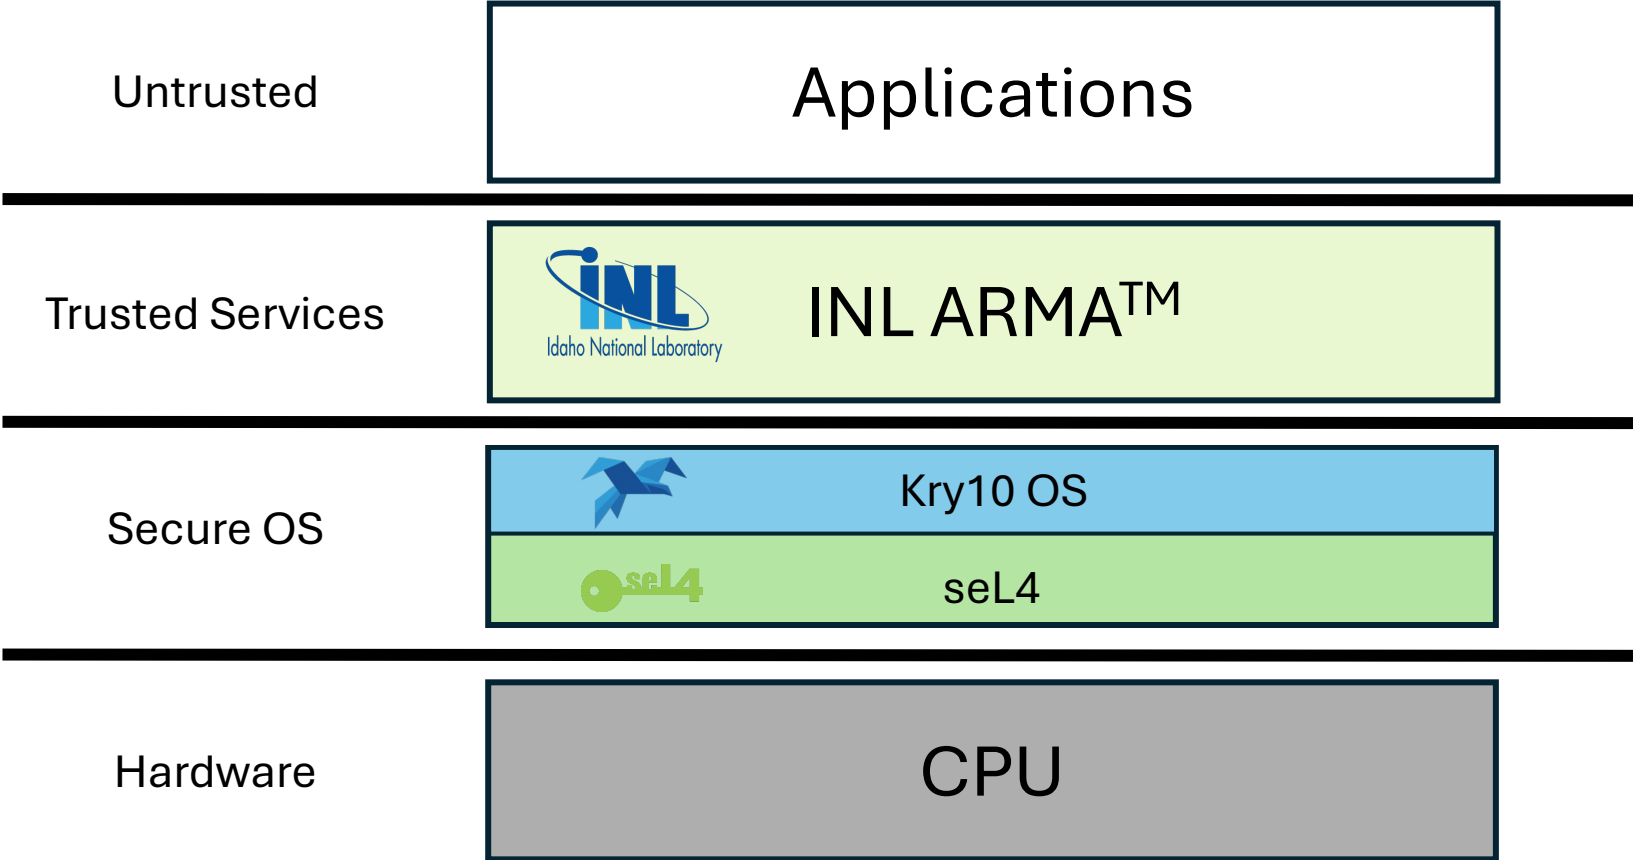 Untrusted
Applications
Trusted Services
INL
Idaho National Laboratory
INL ARMA™
Secure OS
Kry10 OS
seL4
seL4
Hardware
CPU